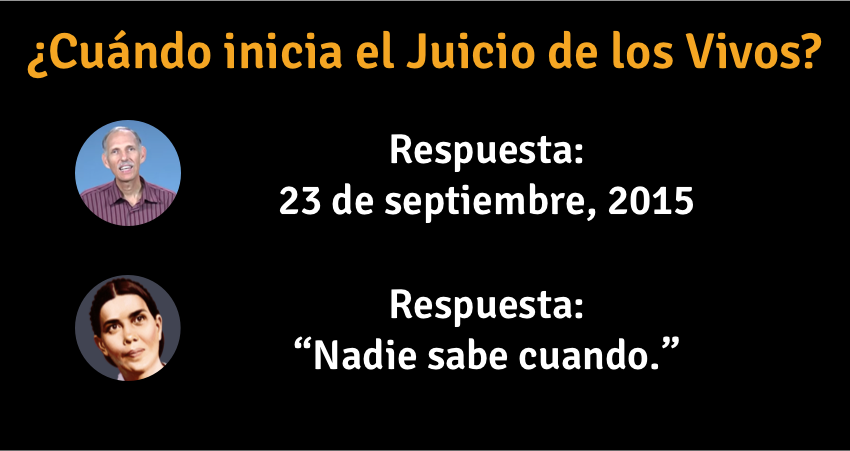 ¿Cuándo inicia el Juicio de los Vivos?
Respuesta:
23 de septiembre, 2015
Respuesta:
“Nadie sabe cuando.”